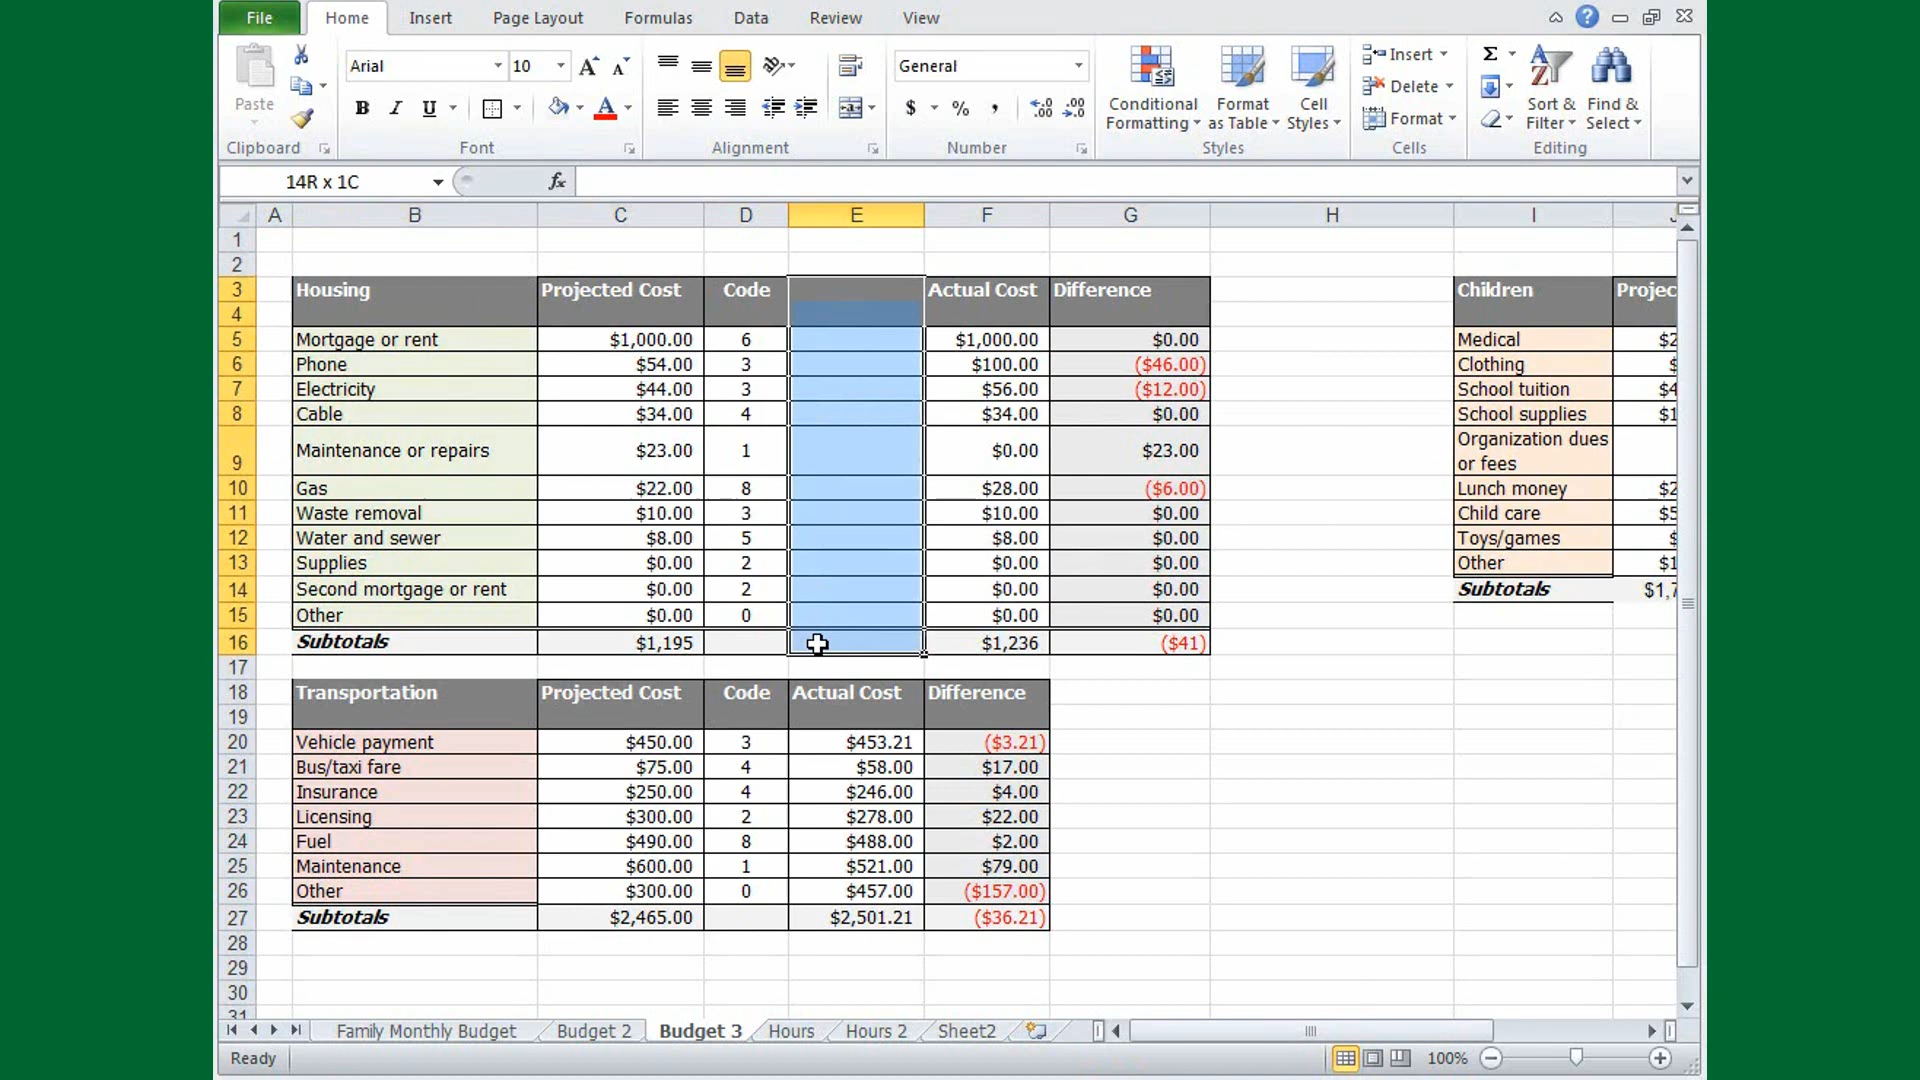 File Home Insert Page Layout Formulas Data Review View
Paste Arial 10 General Conditional Formatting Format as Table Cell Styles Insert Delete Format Sort & Filter Find & Select
Clipboard Font Alignment Number Styles Cells Editing
14R x 1C fx
A B C D E F G H I J
1
2
3 Housing Projected Cost Code Actual Cost Difference Children Projec
4
5 Mortgage or rent $1,000.00 6 $1,000.00 $0.00 Medical $2
6 Phone $54.00 3 $100.00 ($46.00) Clothing $
7 Electricity $44.00 3 $56.00 ($12.00) School tuition $4
8 Cable $34.00 4 $34.00 $0.00 School supplies $1
9 Maintenance or repairs $23.00 1 $0.00 $23.00 Organization dues or fees
10 Gas $22.00 8 $28.00 ($6.00) Lunch money $2
11 Waste removal $10.00 3 $10.00 $0.00 Child care $5
12 Water and sewer $8.00 5 $8.00 $0.00 Toys/games $
13 Supplies $0.00 2 $0.00 $0.00 Other $1
14 Second mortgage or rent $0.00 2 $0.00 $0.00 Subtotals $1,7
15 Other $0.00 0 $0.00 $0.00
16 Subtotals $1,195 $1,236 ($41)
17
18 Transportation Projected Cost Code Actual Cost Difference
19
20 Vehicle payment $450.00 3 $453.21 ($3.21)
21 Bus/taxi fare $75.00 4 $58.00 $17.00
22 Insurance $250.00 4 $246.00 $4.00
23 Licensing $300.00 2 $278.00 $22.00
24 Fuel $490.00 8 $488.00 $2.00
25 Maintenance $600.00 1 $521.00 $79.00
26 Other $300.00 0 $457.00 ($157.00)
27 Subtotals $2,465.00 $2,501.21 ($36.21)
28
29
30
31
Family Monthly Budget Budget 2 Budget 3 Hours Hours 2 Sheet2
Ready 100%